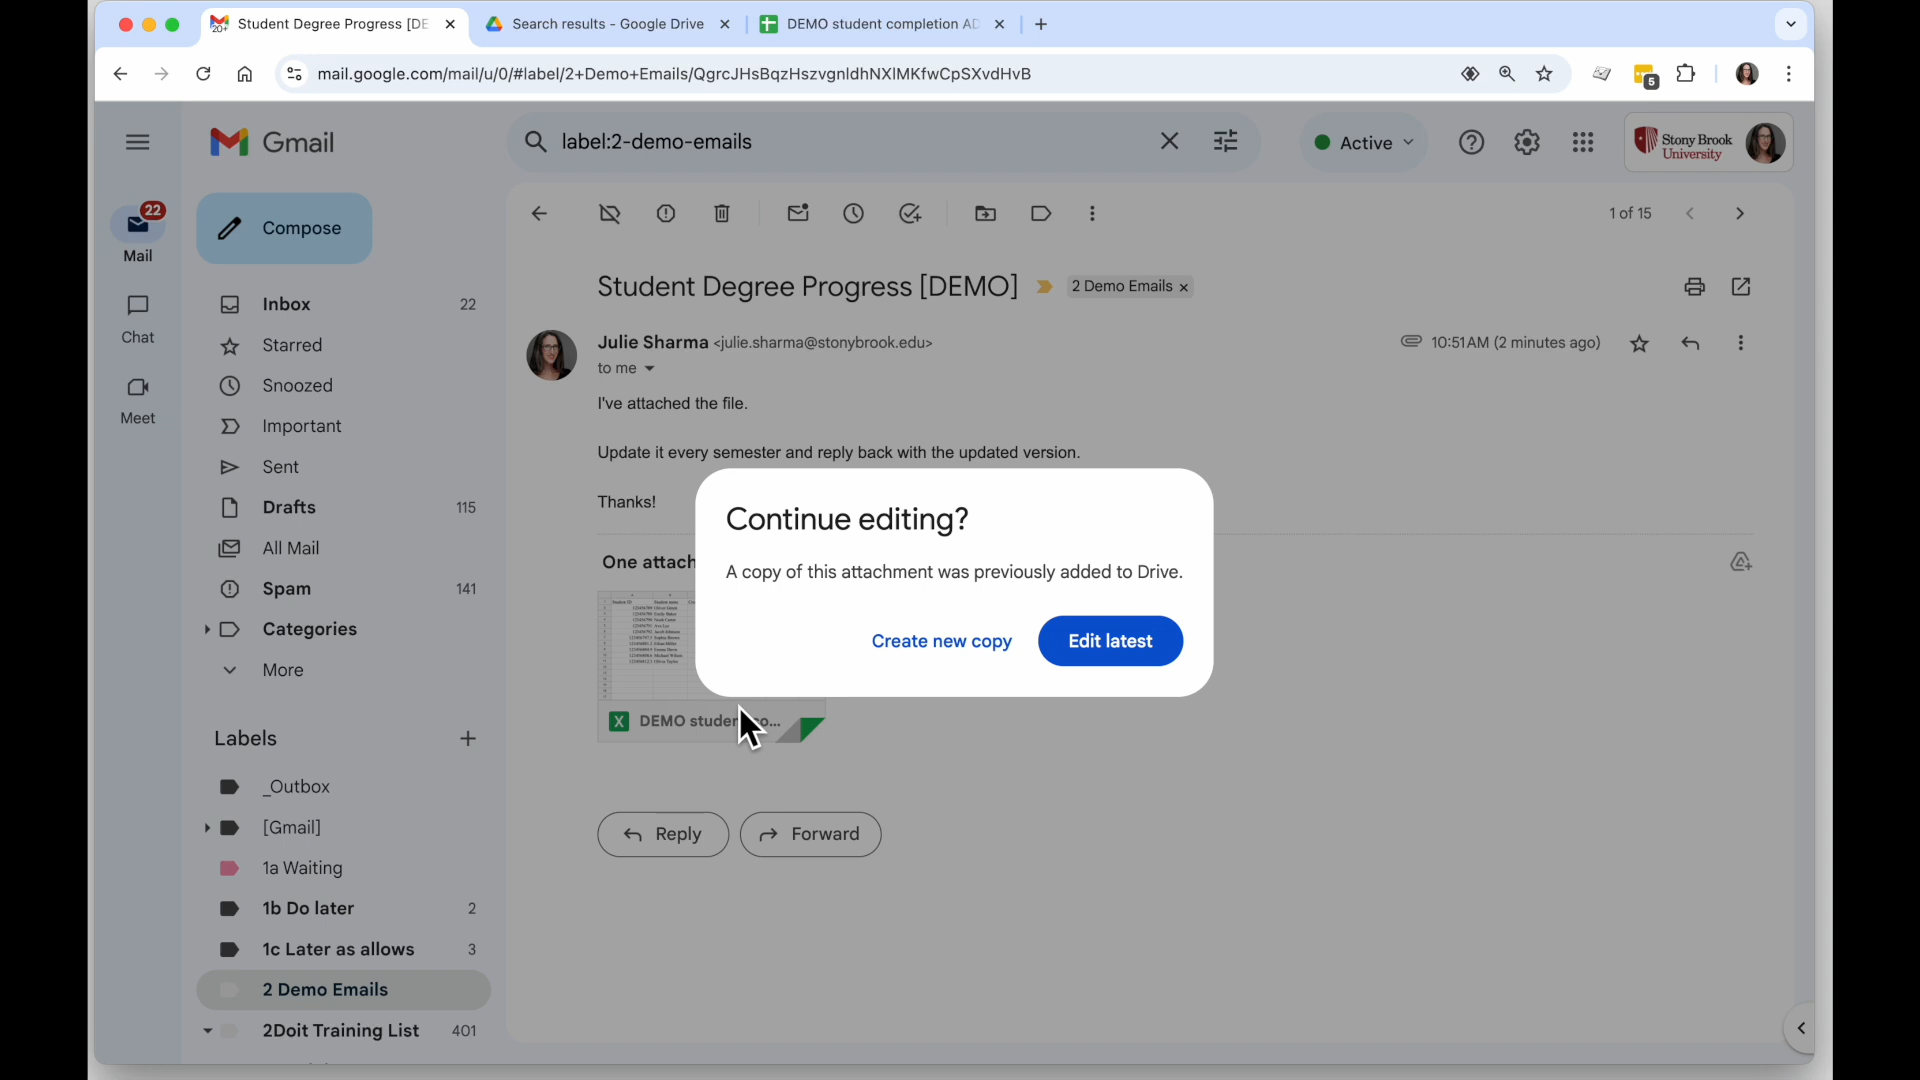 Student Degree Progress [DE
Search results - Google Drive
DEMO student completion AD
mail.google.com/mail/u/0/#label/2+Demo+Emails/QgrcJHsBqzHszvgnldhNXlMKfwCpSXvdHvB
5
Gmail
label:2-demo-emails
Active
Stony Brook
University
22
Mail
Chat
Meet
Compose
Inbox 22
Starred
Snoozed
Important
Sent
Drafts 115
All Mail
Spam 141
Categories
More
Labels
_Outbox
[Gmail]
1a Waiting
1b Do later 2
1c Later as allows 3
2 Demo Emails
2Doit Training List 401
1 of 15
Student Degree Progress [DEMO] 2 Demo Emails
Julie Sharma <julie.sharma@stonybrook.edu> 10:51AM (2 minutes ago)
to me
I've attached the file.
Update it every semester and reply back with the updated version.
Thanks!
One attach
Continue editing?
A copy of this attachment was previously added to Drive.
Create new copy Edit latest
X DEMO studen
Reply Forward